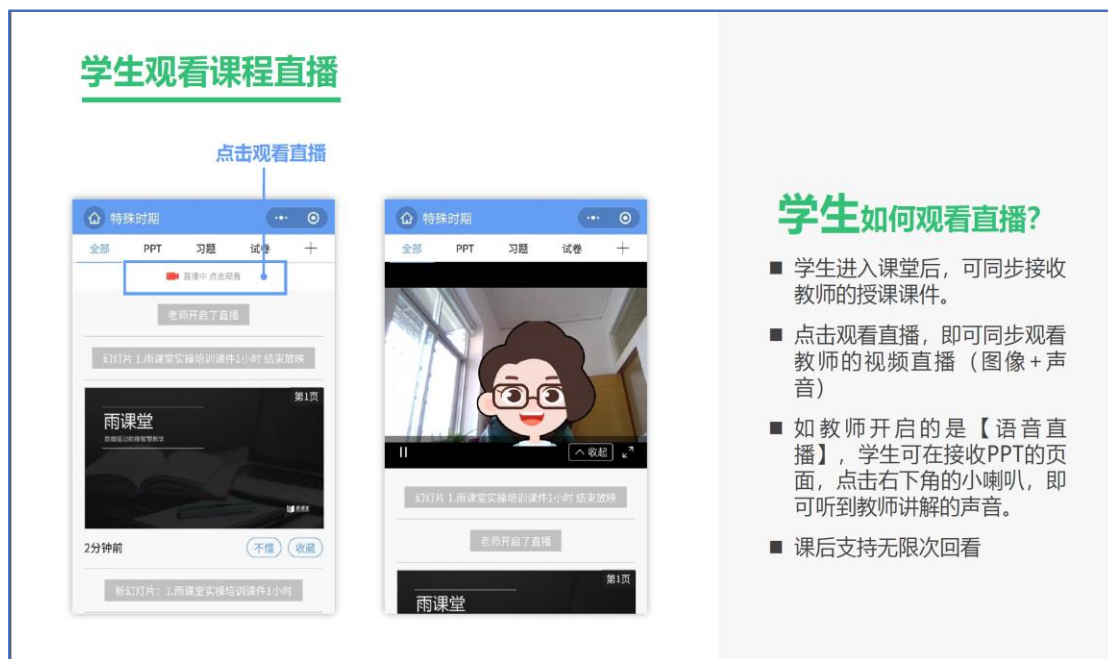 学生观看课程直播
点击观看直播
特殊时期
全部 PPT 习题 试卷 +
直播中 点击观看
老师开启了直播
幻灯片 1.雨课堂实操培训课件1小时 结束放映
第1页
雨课堂
数据驱动的智慧教学
雨课堂
2分钟前 不懂 收藏
新幻灯片：1.雨课堂实操培训课件1小时
特殊时期
全部 PPT 习题 试卷 +
收起
幻灯片 1.雨课堂实操培训课件1小时 结束放映
老师开启了直播
第1页
雨课堂
学生如何观看直播？
■ 学生进入课堂后，可同步接收
教师的授课课件。
■ 点击观看直播，即可同步观看
教师的视频直播（图像+声
音）
■ 如教师开启的是【语音直
播】，学生可在接收PPT的页
面，点击右下角的小喇叭，即
可听到教师讲解的声音。
■ 课后支持无限次回看